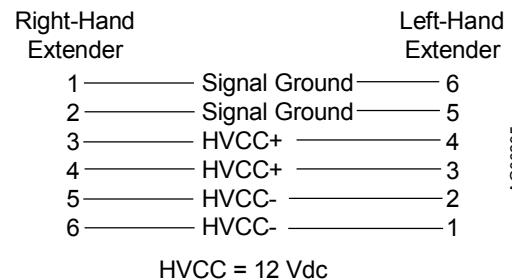 Right-Hand Extender Left-Hand Extender
1 Signal Ground 6
2 Signal Ground 5
3 HVCC+ 4
4 HVCC+ 3
5 HVCC- 2
6 HVCC- 1
HVCC = 12 Vdc